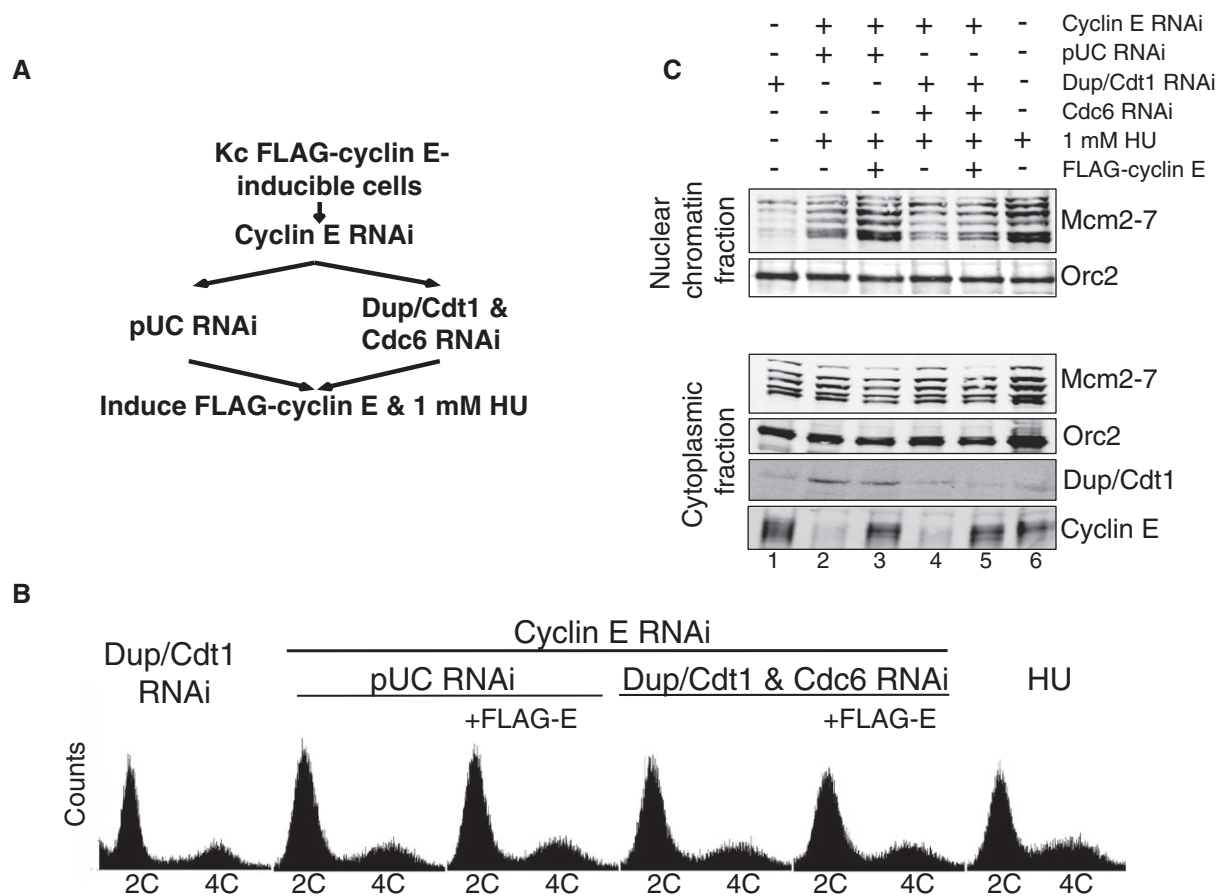 A
Kc FLAG-cyclin E-
inducible cells
Cyclin E RNAi
pUC RNAi
Dup/Cdt1 &
Cdc6 RNAi
Induce FLAG-cyclin E & 1 mM HU
C
- + + + + - Cyclin E RNAi
- + + - - - pUC RNAi
+ - - + + - Dup/Cdt1 RNAi
- - - + + - Cdc6 RNAi
- + + + + + 1 mM HU
- - + - + - FLAG-cyclin E
Nuclear
chromatin
fraction
Mcm2-7
Orc2
Cytoplasmic
fraction
Mcm2-7
Orc2
Dup/Cdt1
Cyclin E
1 2 3 4 5 6
B
Dup/Cdt1
RNAi
Cyclin E RNAi
pUC RNAi
+FLAG-E
Dup/Cdt1 & Cdc6 RNAi
+FLAG-E
HU
Counts
2C 4C 2C 4C 2C 4C 2C 4C 2C 4C 2C 4C